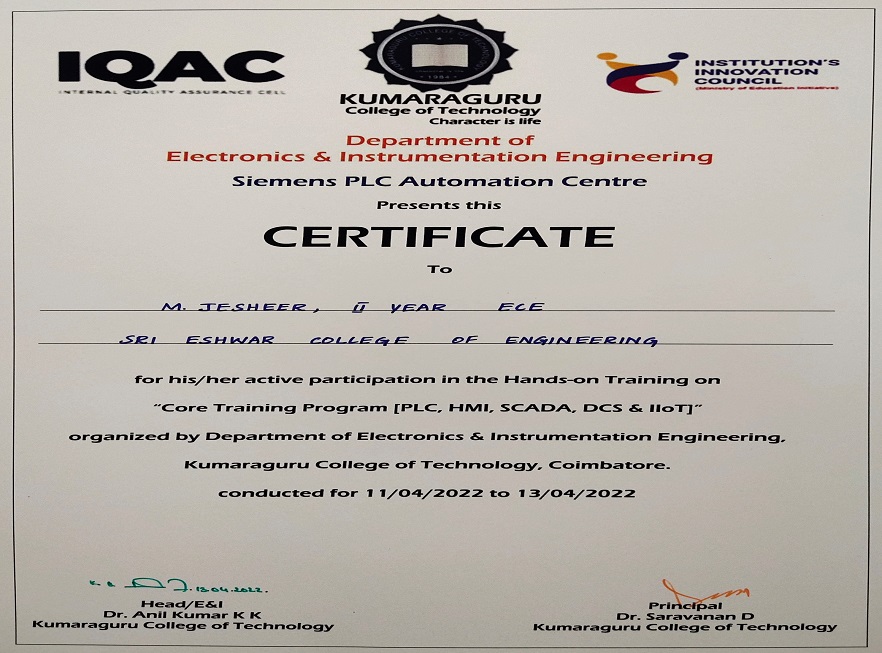 IQAC
INTERNAL QUALITY ASSURANCE CELL
KUMARAGURU
College of Technology
Character is life
INSTITUTION'S
INNOVATION
COUNCIL
(Ministry of Education Initiative)
Department of
Electronics & Instrumentation Engineering
Siemens PLC Automation Centre
Presents this
CERTIFICATE
To
M. JESHEER, II YEAR ECE
SRI ESHWAR COLLEGE OF ENGINEERING
for his/her active participation in the Hands-on Training on
“Core Training Program [PLC, HMI, SCADA, DCS & IIoT]”
organized by Department of Electronics & Instrumentation Engineering,
Kumaraguru College of Technology, Coimbatore.
conducted for 11/04/2022 to 13/04/2022
13.04.2022.
Head/E&I
Dr. Anil Kumar K K
Kumaraguru College of Technology
Principal
Dr. Saravanan D
Kumaraguru College of Technology